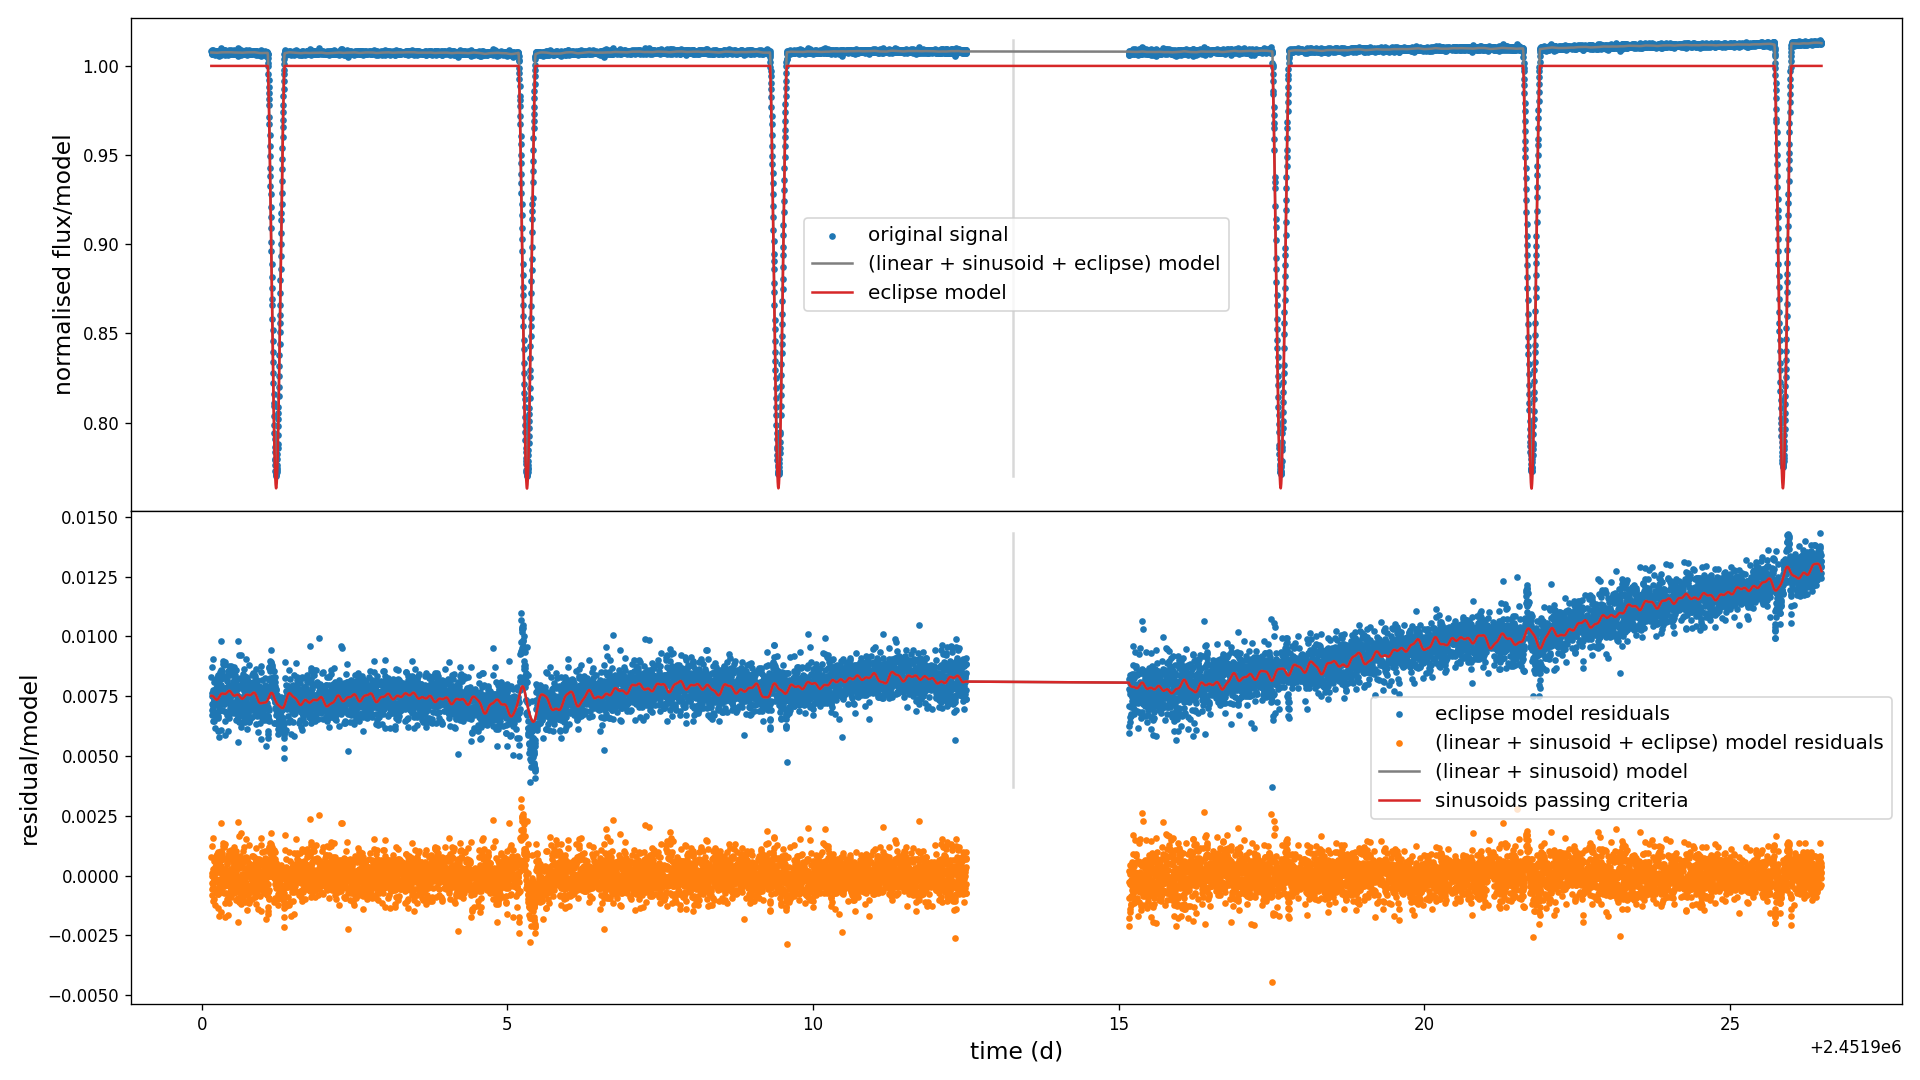 normalised flux/model
1.00
0.95
0.90
0.85
0.80
original signal
(linear + sinusoid + eclipse) model
eclipse model
residual/model
0.0150
0.0125
0.0100
0.0075
0.0050
0.0025
0.0000
−0.0025
−0.0050
eclipse model residuals
(linear + sinusoid + eclipse) model residuals
(linear + sinusoid) model
sinusoids passing criteria
0 5 10 15 20 25
time (d)
+2.4519e6